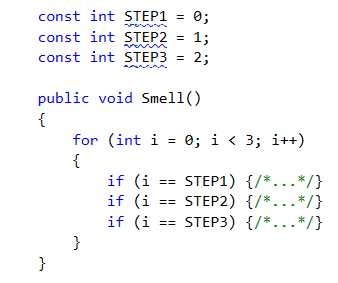 const int STEP1 = 0;
const int STEP2 = 1;
const int STEP3 = 2;
public void Smell()
{
for (int i = 0; i < 3; i++)
{
if (i == STEP1) {/*...*/}
if (i == STEP2) {/*...*/}
if (i == STEP3) {/*...*/}
}
}